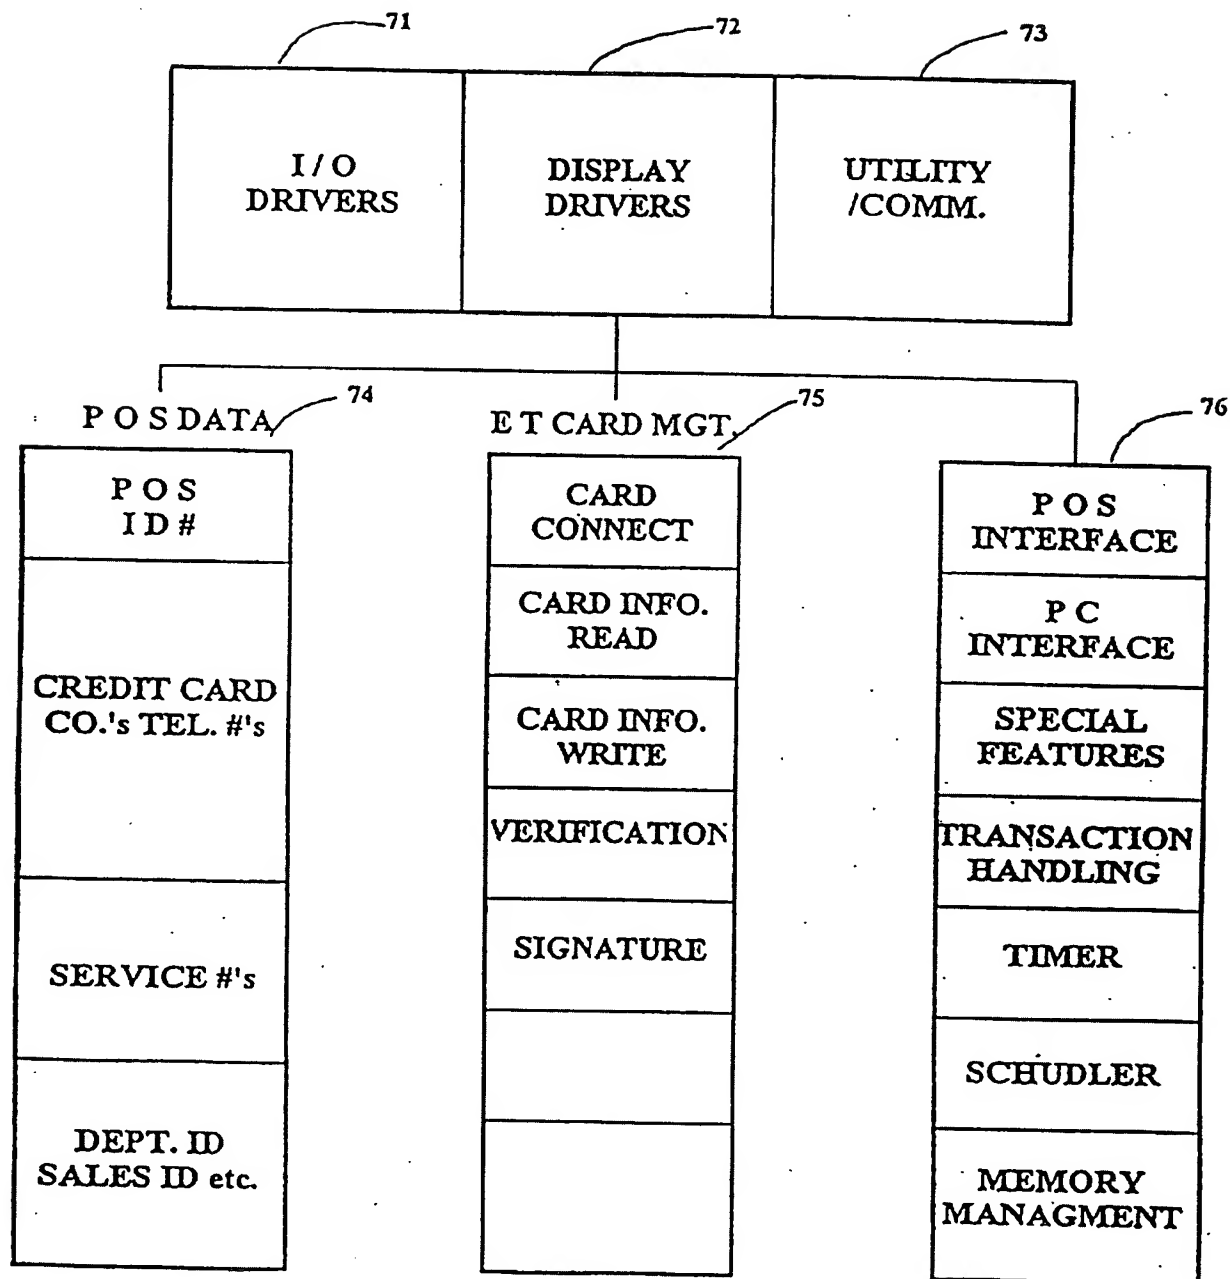 71
72
73
I / O
DRIVERS
DISPLAY
DRIVERS
UTILITY
/COMM.
P O S DATA
74
P O S
I D #
CREDIT CARD
CO.'s TEL. #'s
SERVICE #'s
DEPT. ID
SALES ID etc.
E T CARD MGT.
75
CARD
CONNECT
CARD INFO.
READ
CARD INFO.
WRITE
VERIFICATION
SIGNATURE
76
P O S
INTERFACE
P C
INTERFACE
SPECIAL
FEATURES
TRANSACTION
HANDLING
TIMER
SCHUDLER
MEMORY
MANAGMENT